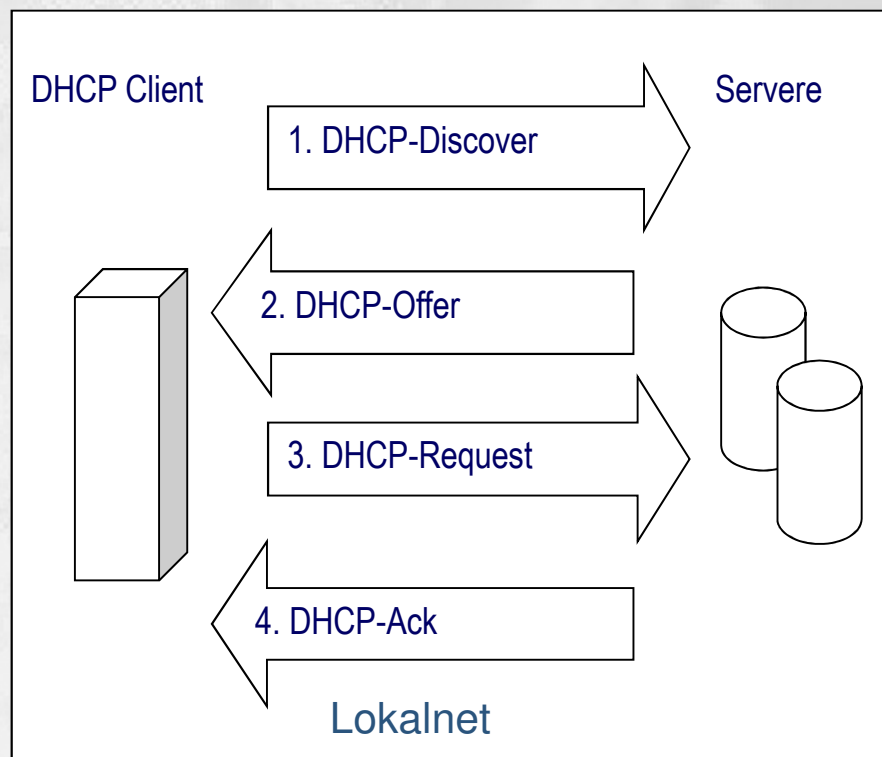 DHCP Client
Servere
1. DHCP-Discover
2. DHCP-Offer
3. DHCP-Request
4. DHCP-Ack
Lokalnet